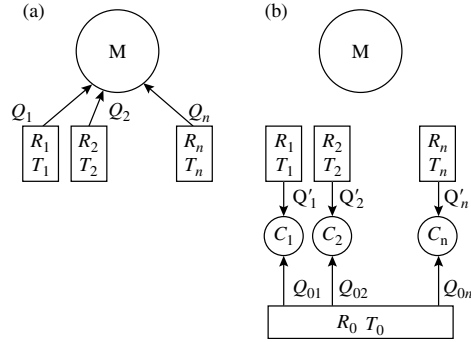 (a)
M
Q1 Q2 Qn
R1 R2 Rn
T1 T2 Tn
(b)
M
R1 R2 Rn
T1 T2 Tn
Q′1 Q′2 Q′n
C1 C2 Cn
Q01 Q02 Q0n
R0 T0